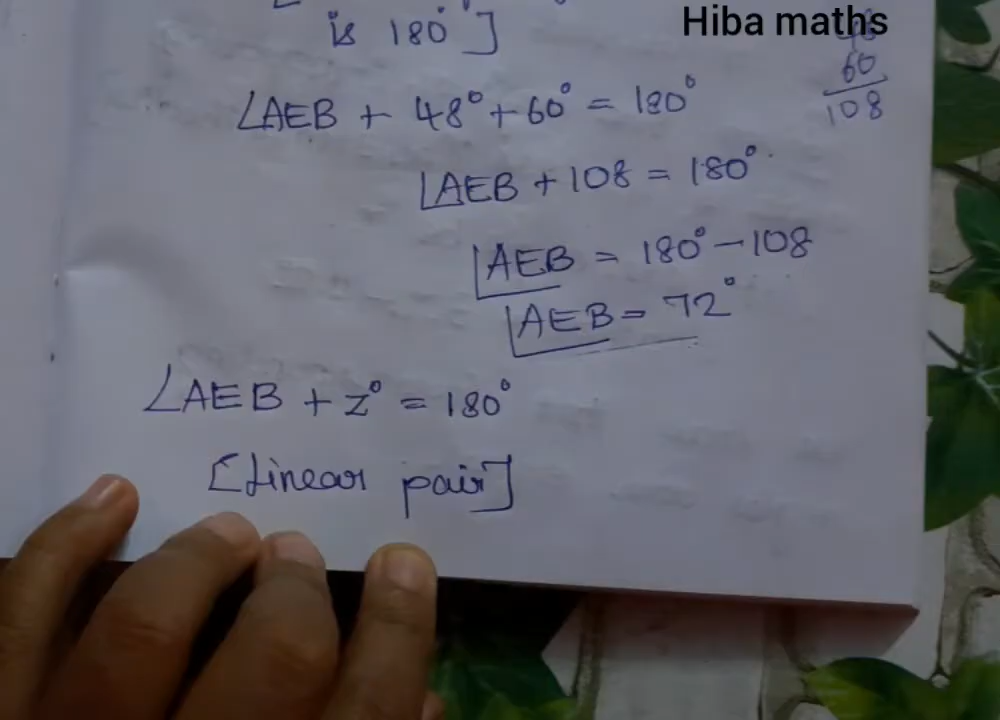 Hiba maths
is 180°]
48
60
108
∠AEB + 48° + 60° = 180°
∠AEB + 108 = 180°
∠AEB = 180° - 108
∠AEB = 72°
∠AEB + z° = 180°
[Linear pair]